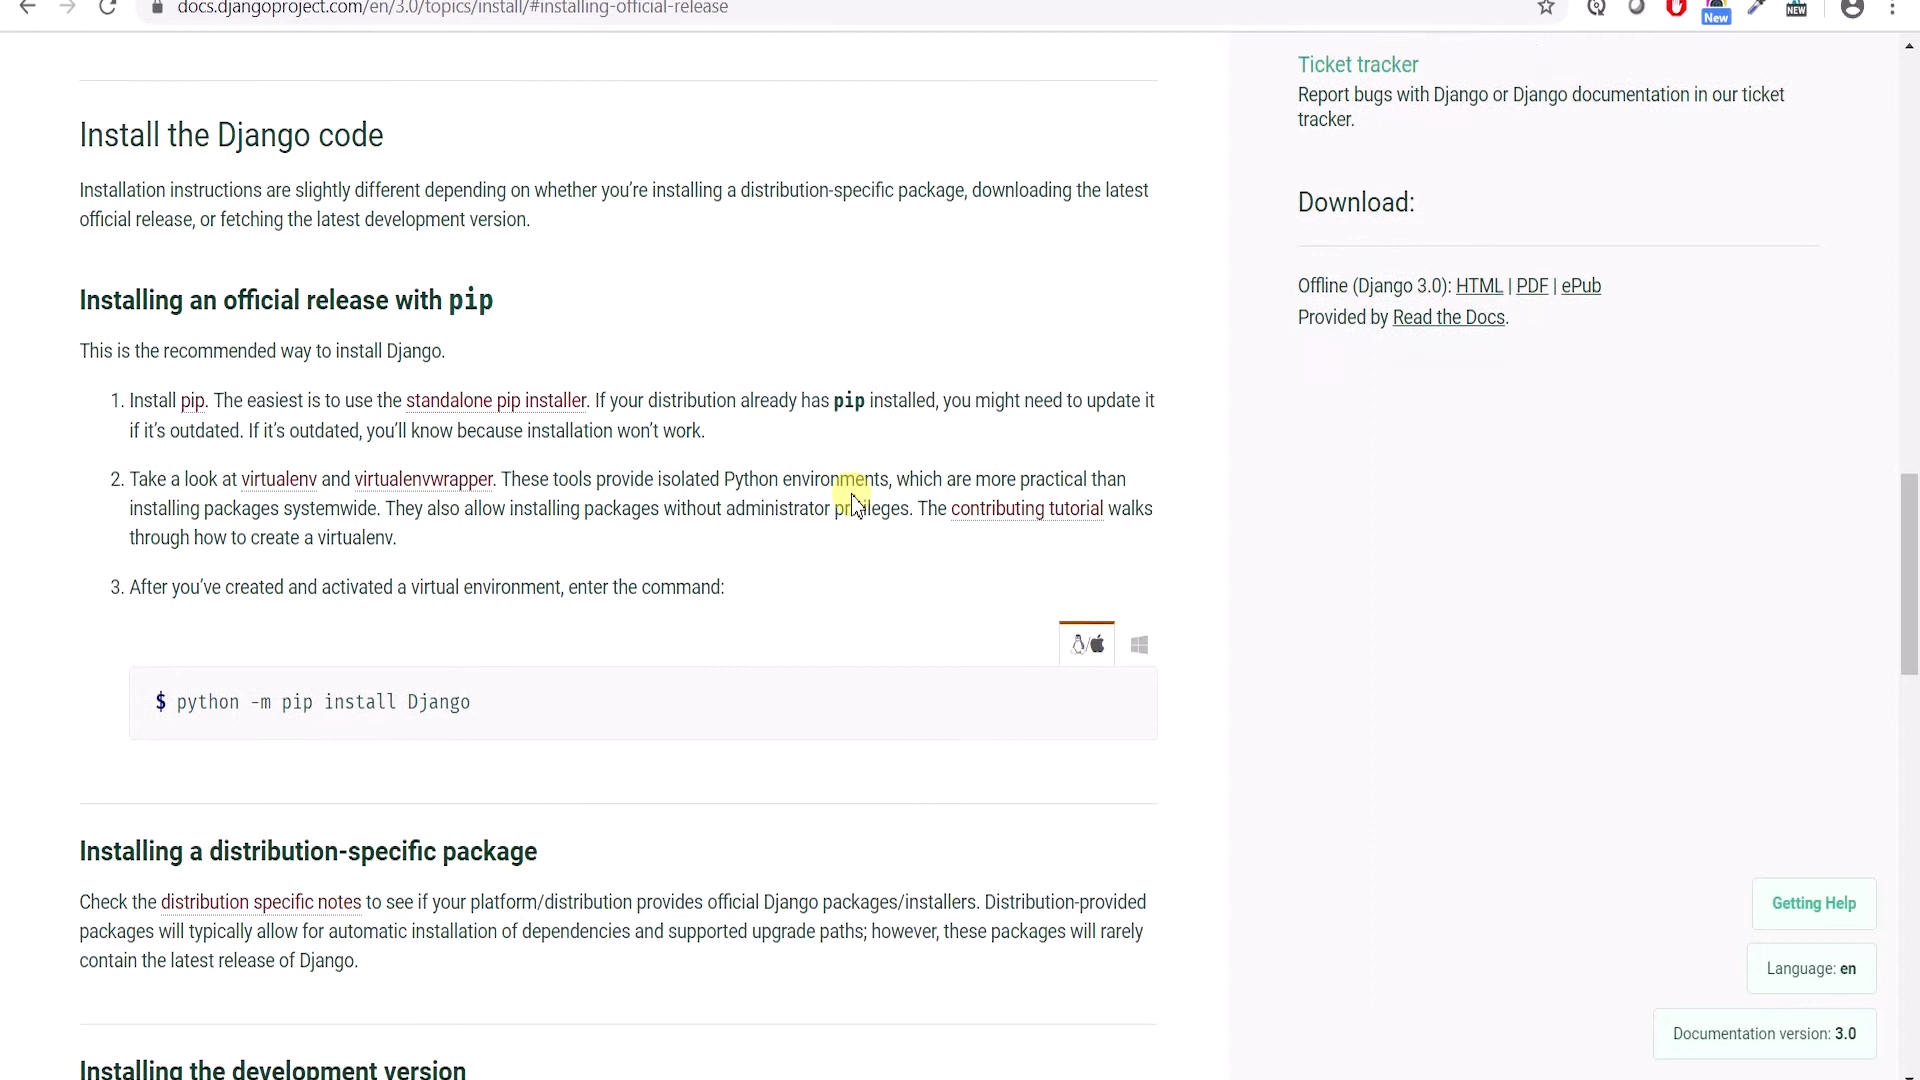 docs.djangoproject.com/en/3.0/topics/install/#installing-official-release
New
NEW
Install the Django code
Installation instructions are slightly different depending on whether you're installing a distribution-specific package, downloading the latest
official release, or fetching the latest development version.
Installing an official release with pip
This is the recommended way to install Django.
1. Install pip. The easiest is to use the standalone pip installer. If your distribution already has pip installed, you might need to update it
if it's outdated. If it's outdated, you'll know because installation won't work.
2. Take a look at virtualenv and virtualenvwrapper. These tools provide isolated Python environments, which are more practical than
installing packages systemwide. They also allow installing packages without administrator privileges. The contributing tutorial walks
through how to create a virtualenv.
3. After you've created and activated a virtual environment, enter the command:
$ python -m pip install Django
Installing a distribution-specific package
Check the distribution specific notes to see if your platform/distribution provides official Django packages/installers. Distribution-provided
packages will typically allow for automatic installation of dependencies and supported upgrade paths; however, these packages will rarely
contain the latest release of Django.
Installing the development version
Ticket tracker
Report bugs with Django or Django documentation in our ticket
tracker.
Download:
Offline (Django 3.0): HTML | PDF | ePub
Provided by Read the Docs.
Getting Help
Language: en
Documentation version: 3.0